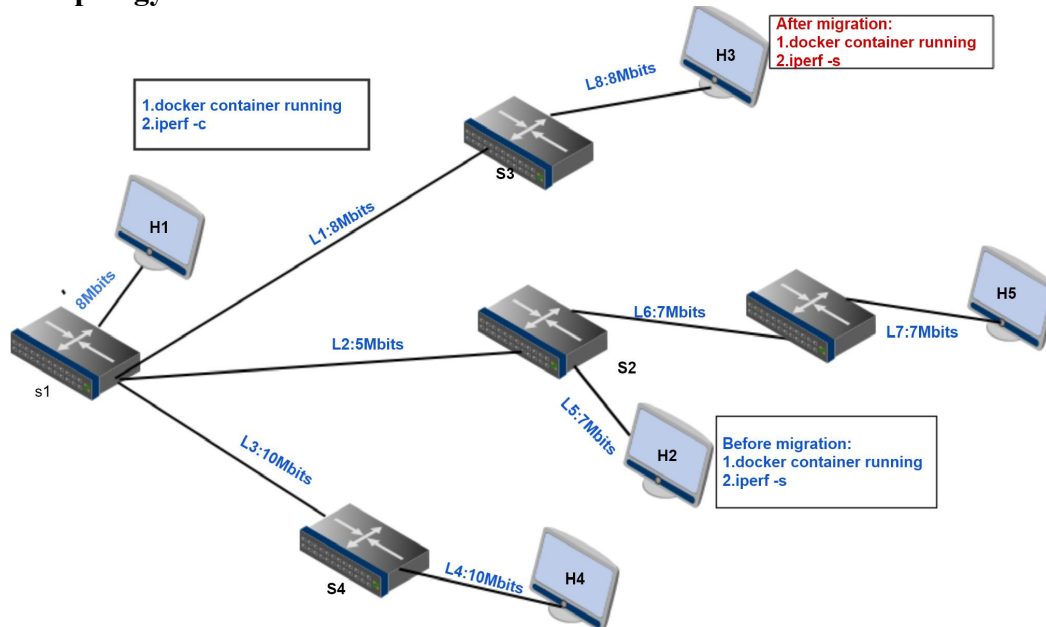 After migration:
1.docker container running
2.iperf -s
H3
L8:8Mbits
1.docker container running
2.iperf -c
S3
H1
L1:8Mbits
8Mbits
H5
L6:7Mbits
L7:7Mbits
L2:5Mbits
S2
s1
L5:7Mbits
H2
Before migration:
1.docker container running
2.iperf -s
L3:10Mbits
S4
L4:10Mbits
H4